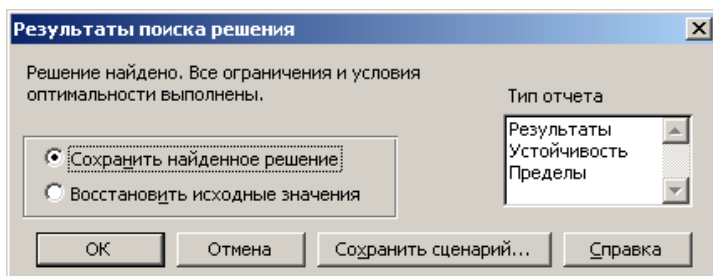 Результаты поиска решения
Решение найдено. Все ограничения и условия
оптимальности выполнены.
Тип отчета
Результаты
Устойчивость
Пределы
Сохранить найденное решение
Восстановить исходные значения
ОК
Отмена
Сохранить сценарий...
Справка